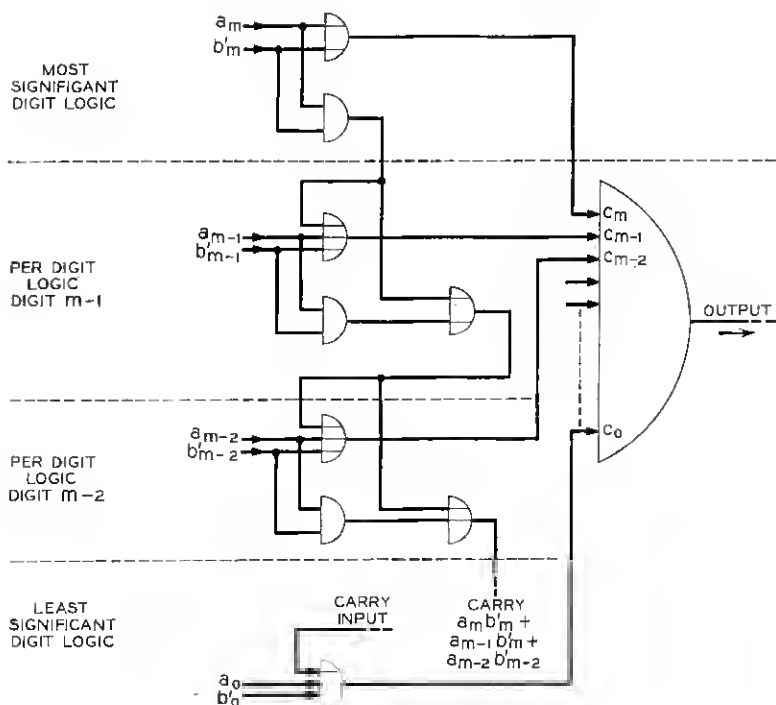 a_m
b'_m
MOST
SIGNIFIGANT
DIGIT LOGIC
c_m
a_m-1
b'_m-1
c_m-1
c_m-2
PER DIGIT
LOGIC
DIGIT m-1
OUTPUT
a_m-2
b'_m-2
c_0
PER DIGIT
LOGIC
DIGIT m-2
LEAST
SIGNIFICANT
DIGIT LOGIC
CARRY
INPUT
CARRY
a_m b'_m +
a_m-1 b'_m +
a_m-2 b'_m-2
a_0
b'_0